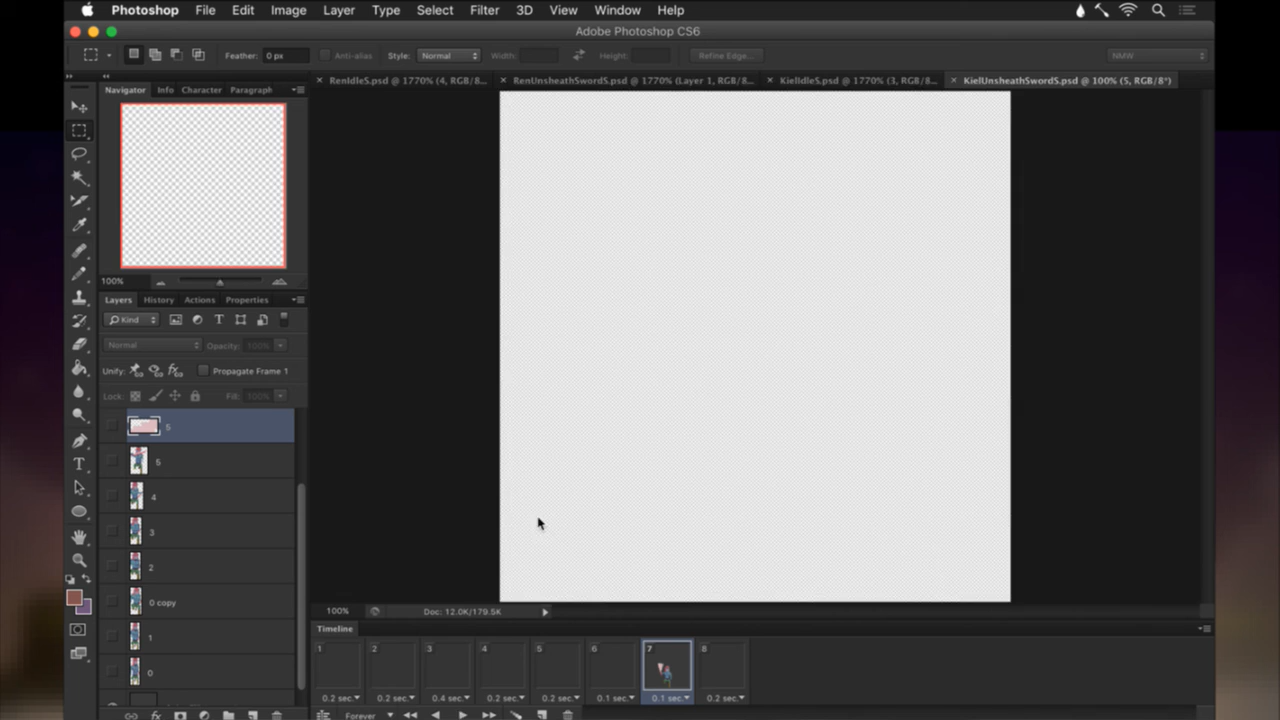 Photoshop File Edit Image Layer Type Select Filter 3D View Window Help
Adobe Photoshop CS6
Feather: 0 px Anti-alias Style: Normal Width: Height: Refine Edge... NMW
RenIdleS.psd @ 1770% (4, RGB/8... RenUnsheathSwordS.psd @ 1770% (Layer 1, RGB/8... KielIdleS.psd @ 1770% (3, RGB/8... KielUnsheathSwordS.psd @ 100% (5, RGB/8*)
Navigator Info Character Paragraph
100%
Layers History Actions Properties
Kind
Normal Opacity: 100%
Unify: Propagate Frame 1
Lock: Fill: 100%
5
5
4
3
2
0 copy
1
0
100% Doc: 12.0K/179.5K
Timeline
1 2 3 4 5 6 7 8
0.2 sec. 0.2 sec. 0.4 sec. 0.2 sec. 0.2 sec. 0.1 sec. 0.1 sec. 0.2 sec.
Forever